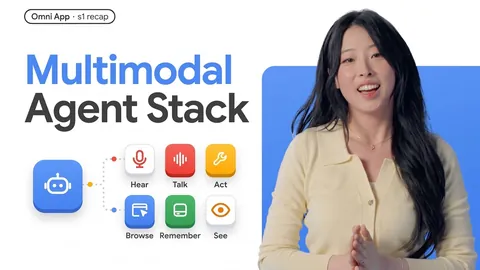 Omni App · s1 recap
Multimodal
Agent Stack
Hear Talk Act
Browse Remember See